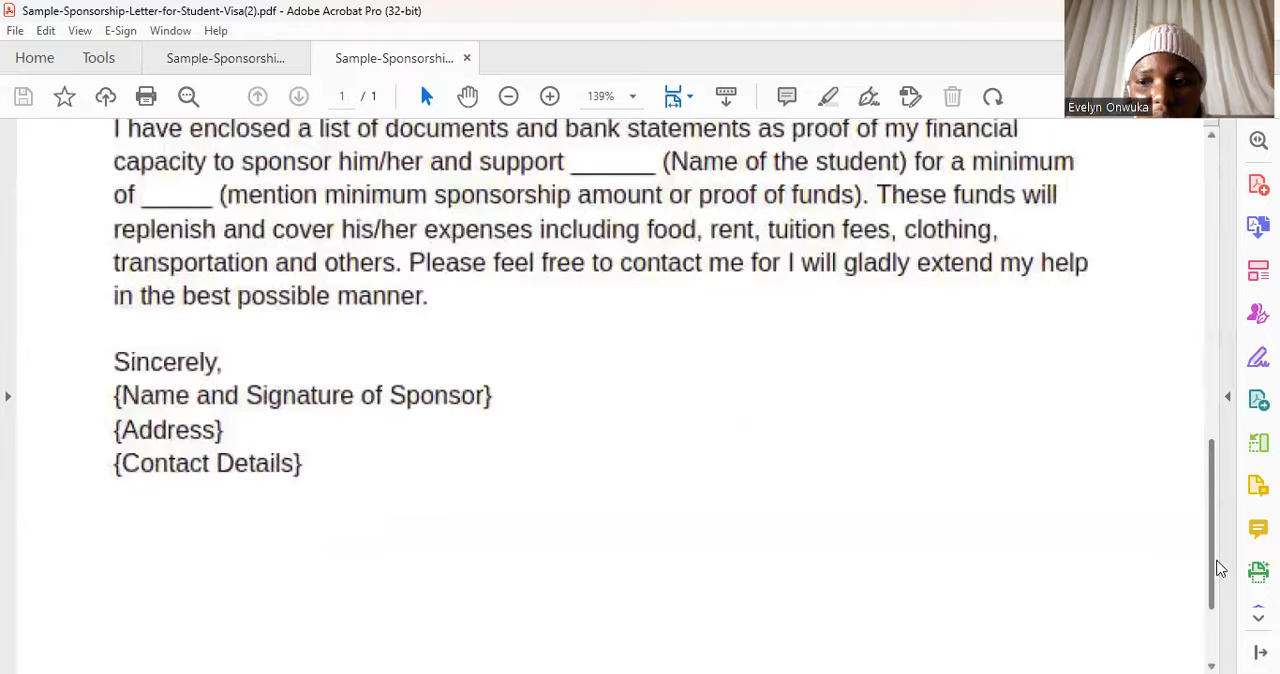 Sample-Sponsorship-Letter-for-Student-Visa(2).pdf - Adobe Acrobat Pro (32-bit)
File Edit View E-Sign Window Help
Home Tools Sample-Sponsorshi... Sample-Sponsorshi... ×
1 / 1 139%
Evelyn Onwuka
I have enclosed a list of documents and bank statements as proof of my financial
capacity to sponsor him/her and support ______ (Name of the student) for a minimum
of _____ (mention minimum sponsorship amount or proof of funds). These funds will
replenish and cover his/her expenses including food, rent, tuition fees, clothing,
transportation and others. Please feel free to contact me for I will gladly extend my help
in the best possible manner.
Sincerely,
{Name and Signature of Sponsor}
{Address}
{Contact Details}